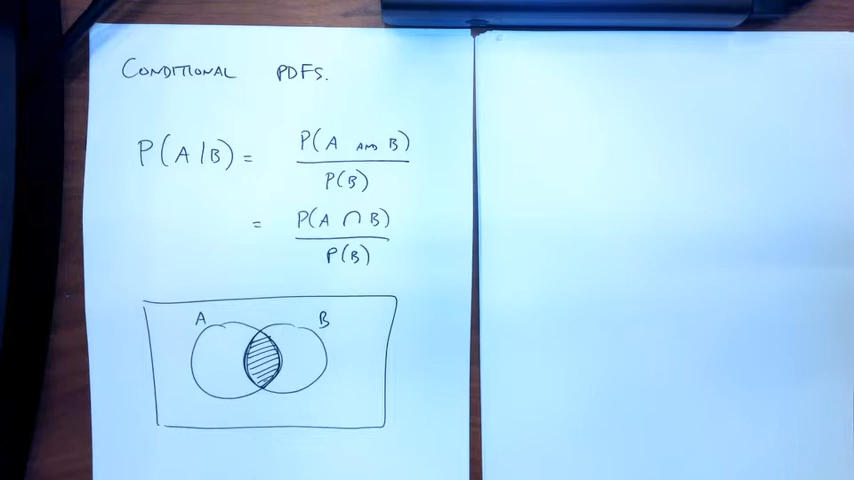 CONDITIONAL PDFS.
P(A|B) = P(A AND B)
P(B)
= P(A ∩ B)
P(B)
A B